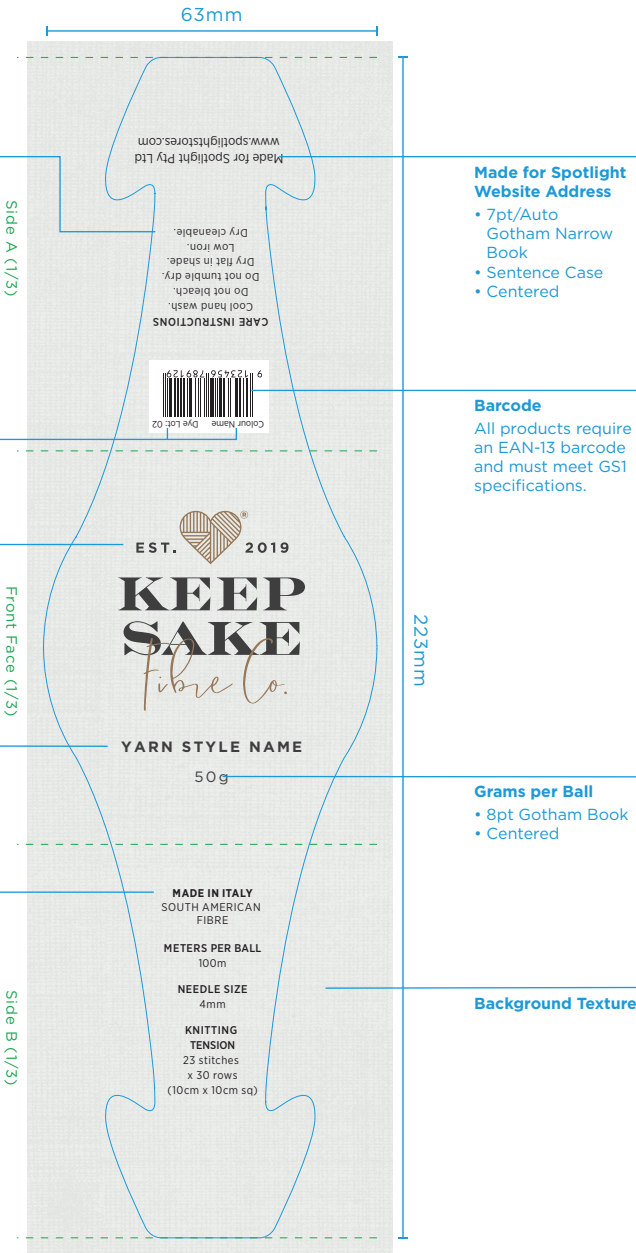 63mm
Made for Spotlight Pty Ltd
www.spotlightstores.com
Made for Spotlight
Website Address
• 7pt/Auto
Gotham Narrow
Book
• Sentence Case
• Centered
Side A (1/3)
CARE INSTRUCTIONS
Cool hand wash.
Do not bleach.
Do not tumble dry.
Dry flat in shade.
Low iron.
Dry cleanable.
Colour Name Dye Lot: 02
9 123456 789129
Barcode
All products require
an EAN-13 barcode
and must meet GS1
specifications.
EST. ® 2019
KEEP
SAKE
Fibre Co.
Front Face (1/3)
223mm
YARN STYLE NAME
50g
Grams per Ball
• 8pt Gotham Book
• Centered
MADE IN ITALY
SOUTH AMERICAN
FIBRE
METERS PER BALL
100m
NEEDLE SIZE
4mm
Background Texture
Side B (1/3)
KNITTING
TENSION
23 stitches
x 30 rows
(10cm x 10cm sq)